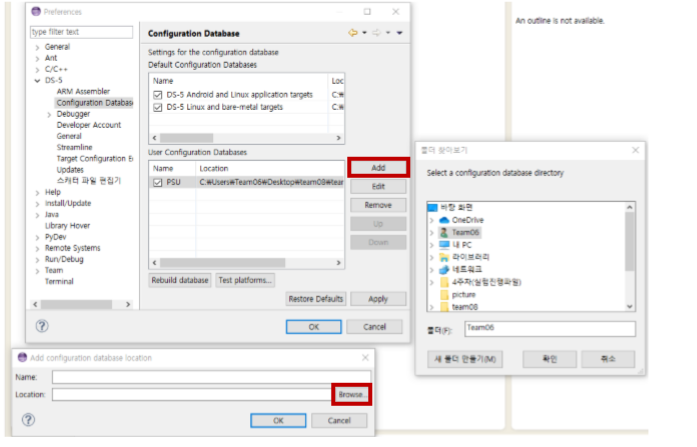 Preferences
type filter text
General
Ant
C/C++
DS-5
ARM Assembler
Configuration Databas
Debugger
Developer Account
General
Streamline
Target Configuration E
Updates
스캐터 파일 편집기
Help
Install/Update
Java
Library Hover
PyDev
Remote Systems
Run/Debug
Team
Terminal
Configuration Database
Settings for the configuration database
Default Configuration Databases
Name Loc
DS-5 Android and Linux application targets C:₩
DS-5 Linux and bare-metal targets C:₩
User Configuration Databases
Name Location
PSU C:₩Users₩Team06₩Desktop₩team08₩tear
Add
Edit
Remove
Up
Down
Rebuild database Test platforms...
Restore Defaults Apply
OK Cancel
An outline is not available.
폴더 찾아보기
Select a configuration database directory
바탕 화면
OneDrive
Team06
내 PC
라이브러리
네트워크
4주차(실험진행파일)
picture
team08
폴더(F): Team06
새 폴더 만들기(M) 확인 취소
Add configuration database location
Name:
Location: Browse...
OK Cancel